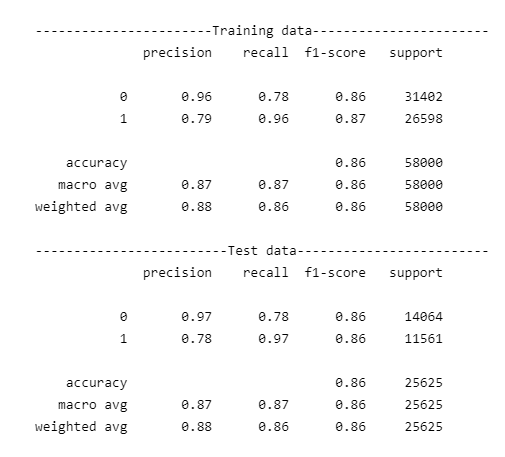 -----------------------Training data-----------------------
precision recall f1-score support
0 0.96 0.78 0.86 31402
1 0.79 0.96 0.87 26598
accuracy 0.86 58000
macro avg 0.87 0.87 0.86 58000
weighted avg 0.88 0.86 0.86 58000
-------------------------Test data-------------------------
precision recall f1-score support
0 0.97 0.78 0.86 14064
1 0.78 0.97 0.86 11561
accuracy 0.86 25625
macro avg 0.87 0.87 0.86 25625
weighted avg 0.88 0.86 0.86 25625